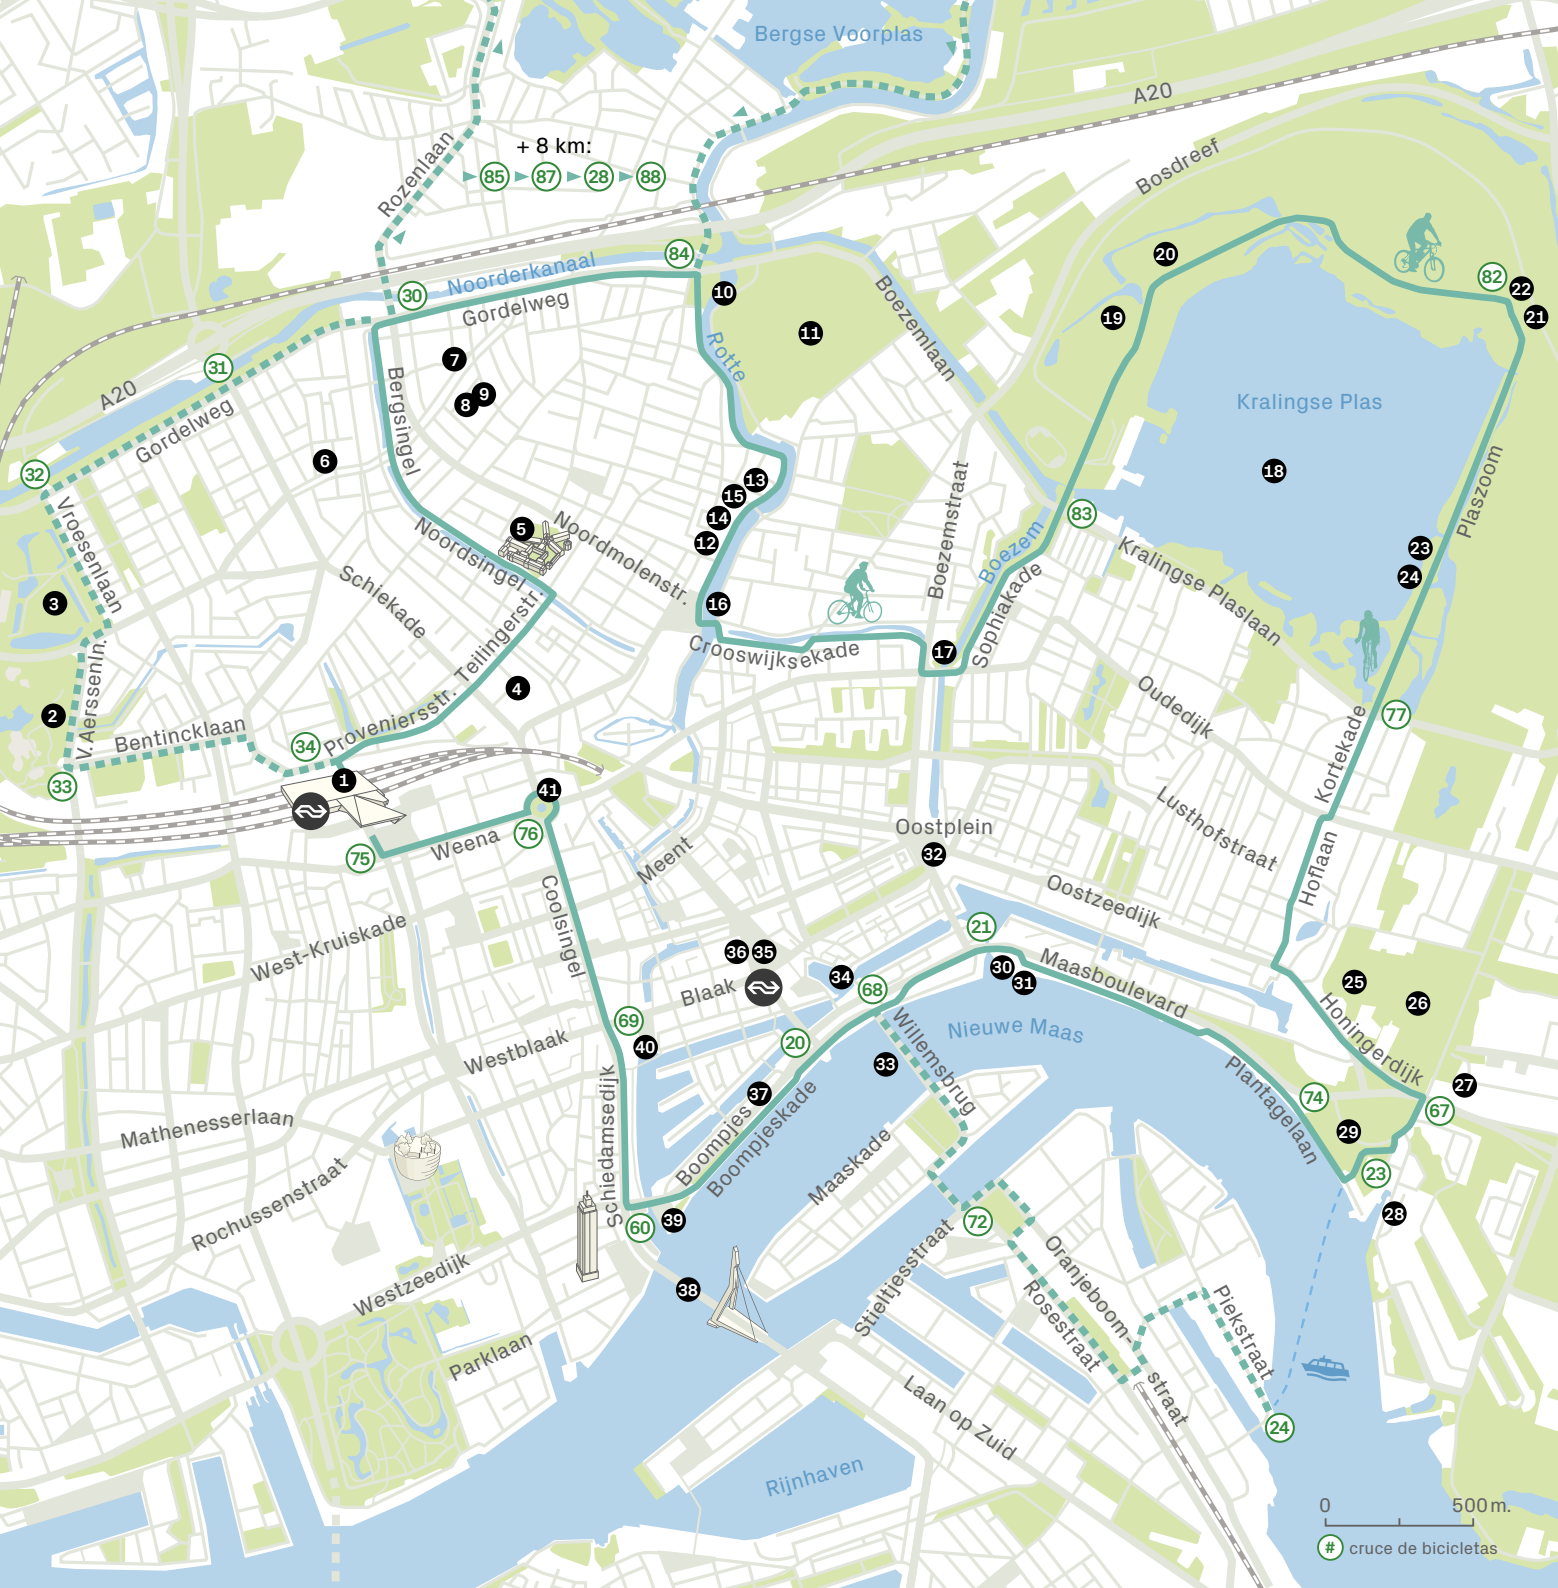 Bergse Voorplas
A20
+ 8 km:
85 87 28 88
Rozenlaan
Bosdreef
84
20
82
22
21
Noorderkanaal
30
Gordelweg
10
11
Boezemlaan
19
31
7
9
8
Rotte
A20
Gordelweg
Bergsingel
Kralingse Plas
32
6
18
13
15
14
12
Vroesenlaan
5
Noordmolenstr.
Noordsingel
Boezemstraat
Boezem
83
Plaszoom
23
24
Kralingse Plaslaan
3
Schiekade
16
Teilingerstr.
Crooswijksekade
17
Sophiakade
4
Oudedijk
77
V. Aerssenln.
2
Bentincklaan
34
Proveniersstr.
Kortekade
33
1
41
75
Weena
76
Meent
Oostplein
32
Lusthofstraat
Hoflaan
Coolsingel
Oostzeedijk
West-Kruiskade
21
36
35
34
30
31
Maasboulevard
25
26
Blaak
68
69
40
20
Willemsbrug
Nieuwe Maas
Honingerdijk
Westblaak
33
37
Plantagelaan
74
27
67
29
Mathenesserlaan
Schiedamsedijk
Boompjes
Boompjeskade
Maaskade
23
Rochussenstraat
60
39
72
28
Westzeedijk
38
Stieltjesstraat
Oranjeboom-
straat
Rosestraat
Piekstraat
Parklaan
Laan op Zuid
24
Rijnhaven
0 500 m.
# cruce de bicicletas